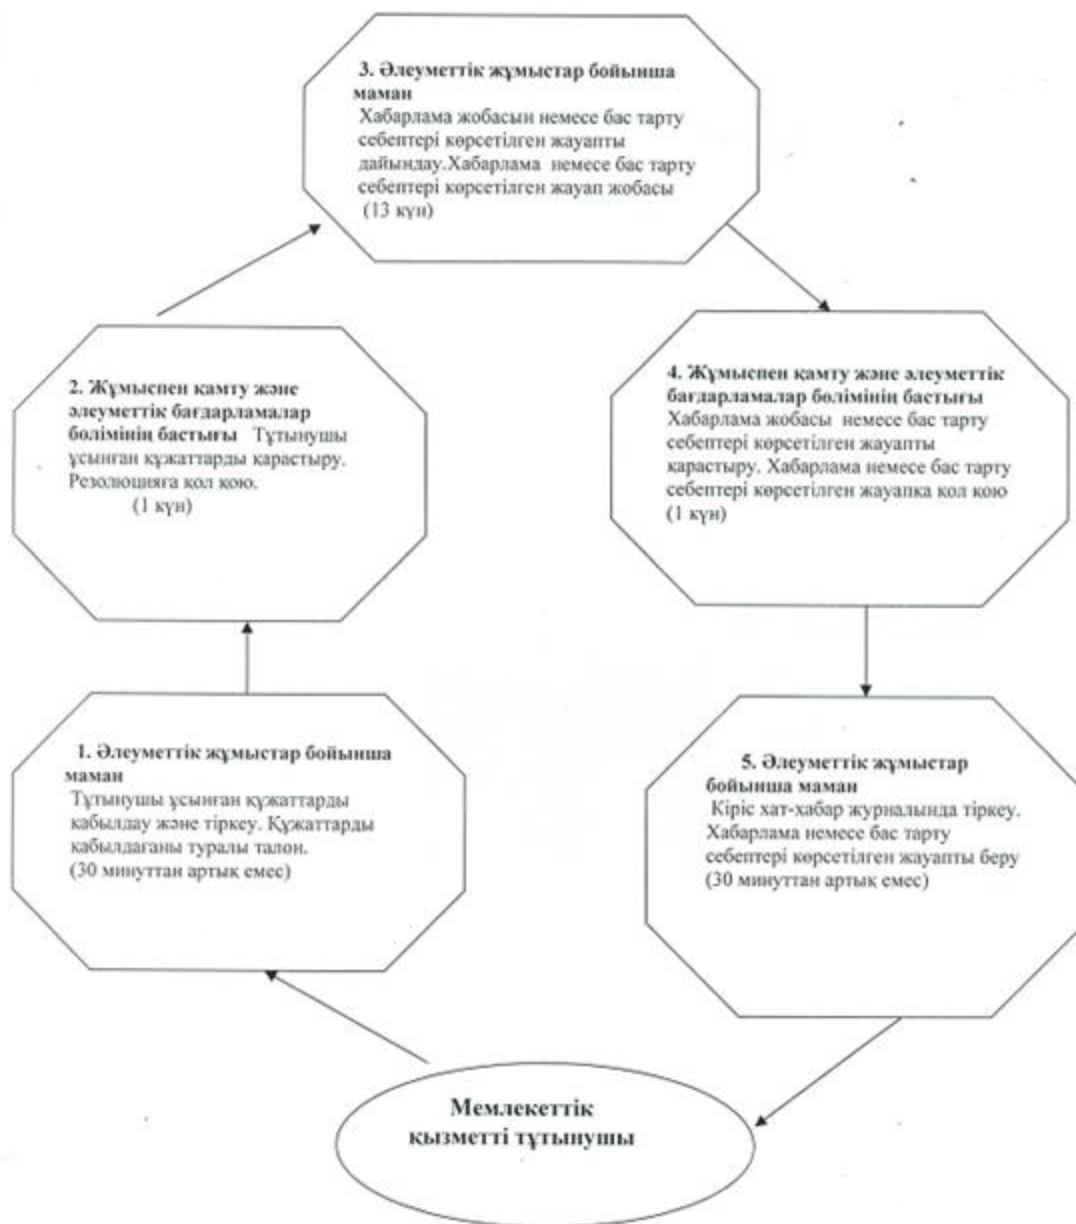 3. Әлеуметтік жұмыстар бойынша
маман
Хабарлама жобасын немесе бас тарту
себептері көрсетілген жауапты
дайындау.Хабарлама немесе бас тарту
себептері көрсетілген жауап жобасы
(13 күн)
2. Жұмыспен қамту және
әлеуметтік бағдарламалар
бөлімінің бастығы Тұтынушы
ұсынған құжаттарды қарастыру.
Резолюцияға қол қою.
(1 күн)
4. Жұмыспен қамту және әлеуметтік
бағдарламалар бөлімінің бастығы
Хабарлама жобасы немесе бас тарту
себептері көрсетілген жауапты
қарастыру. Хабарлама немесе бас тарту
себептері көрсетілген жауапқа қол қою
(1 күн)
1. Әлеуметтік жұмыстар бойынша
маман
Тұтынушы ұсынған құжаттарды
қабылдау және тіркеу. Құжаттарды
қабылдағаны туралы талон.
(30 минуттан артық емес)
5. Әлеуметтік жұмыстар
бойынша маман
Кіріс хат-хабар журналында тіркеу.
Хабарлама немесе бас тарту
себептері көрсетілген жауапты беру
(30 минуттан артық емес)
Мемлекеттік
қызметті тұтынушы